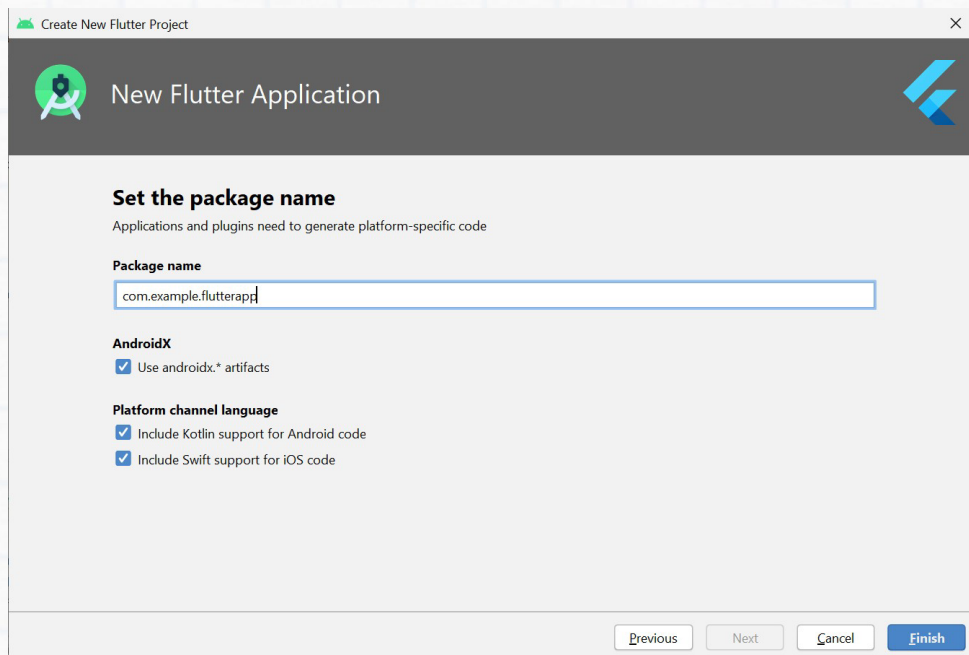 Create New Flutter Project
New Flutter Application
Set the package name
Applications and plugins need to generate platform-specific code
Package name
com.example.flutterapp
AndroidX
Use androidx.* artifacts
Platform channel language
Include Kotlin support for Android code
Include Swift support for iOS code
Previous Next Cancel Finish